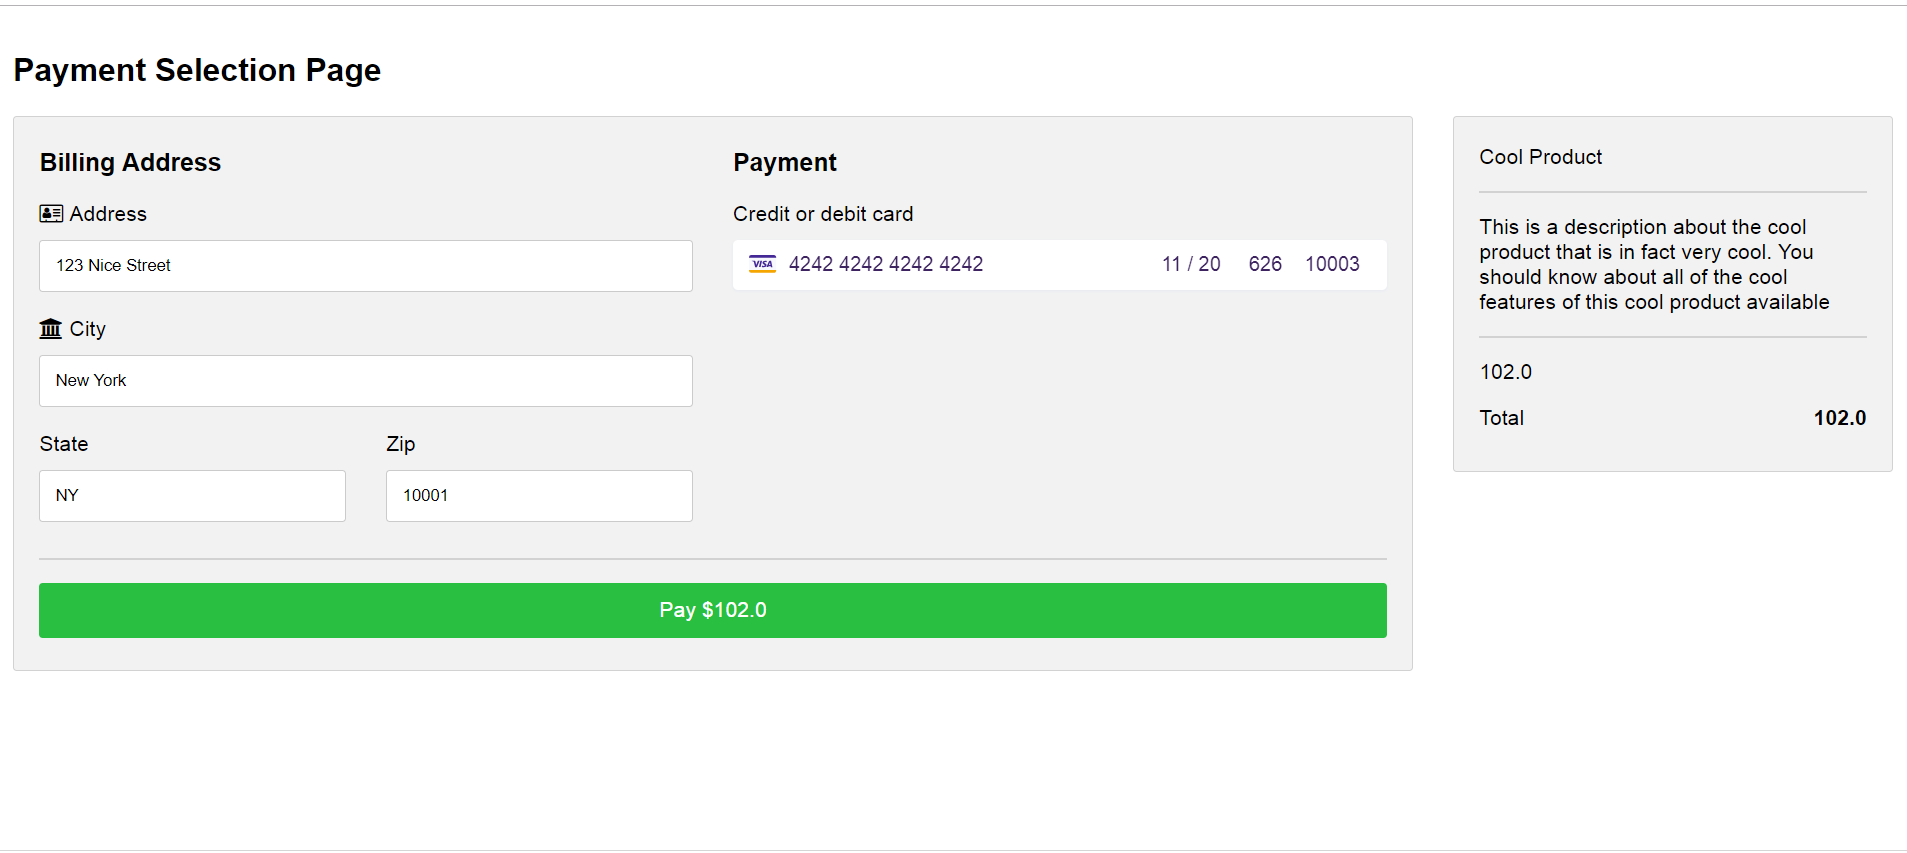 Payment Selection Page
Billing Address
Address
123 Nice Street
City
New York
State Zip
NY 10001
Payment
Credit or debit card
VISA 4242 4242 4242 4242 11 / 20 626 10003
Pay $102.0
Cool Product
This is a description about the cool
product that is in fact very cool. You
should know about all of the cool
features of this cool product available
102.0
Total 102.0